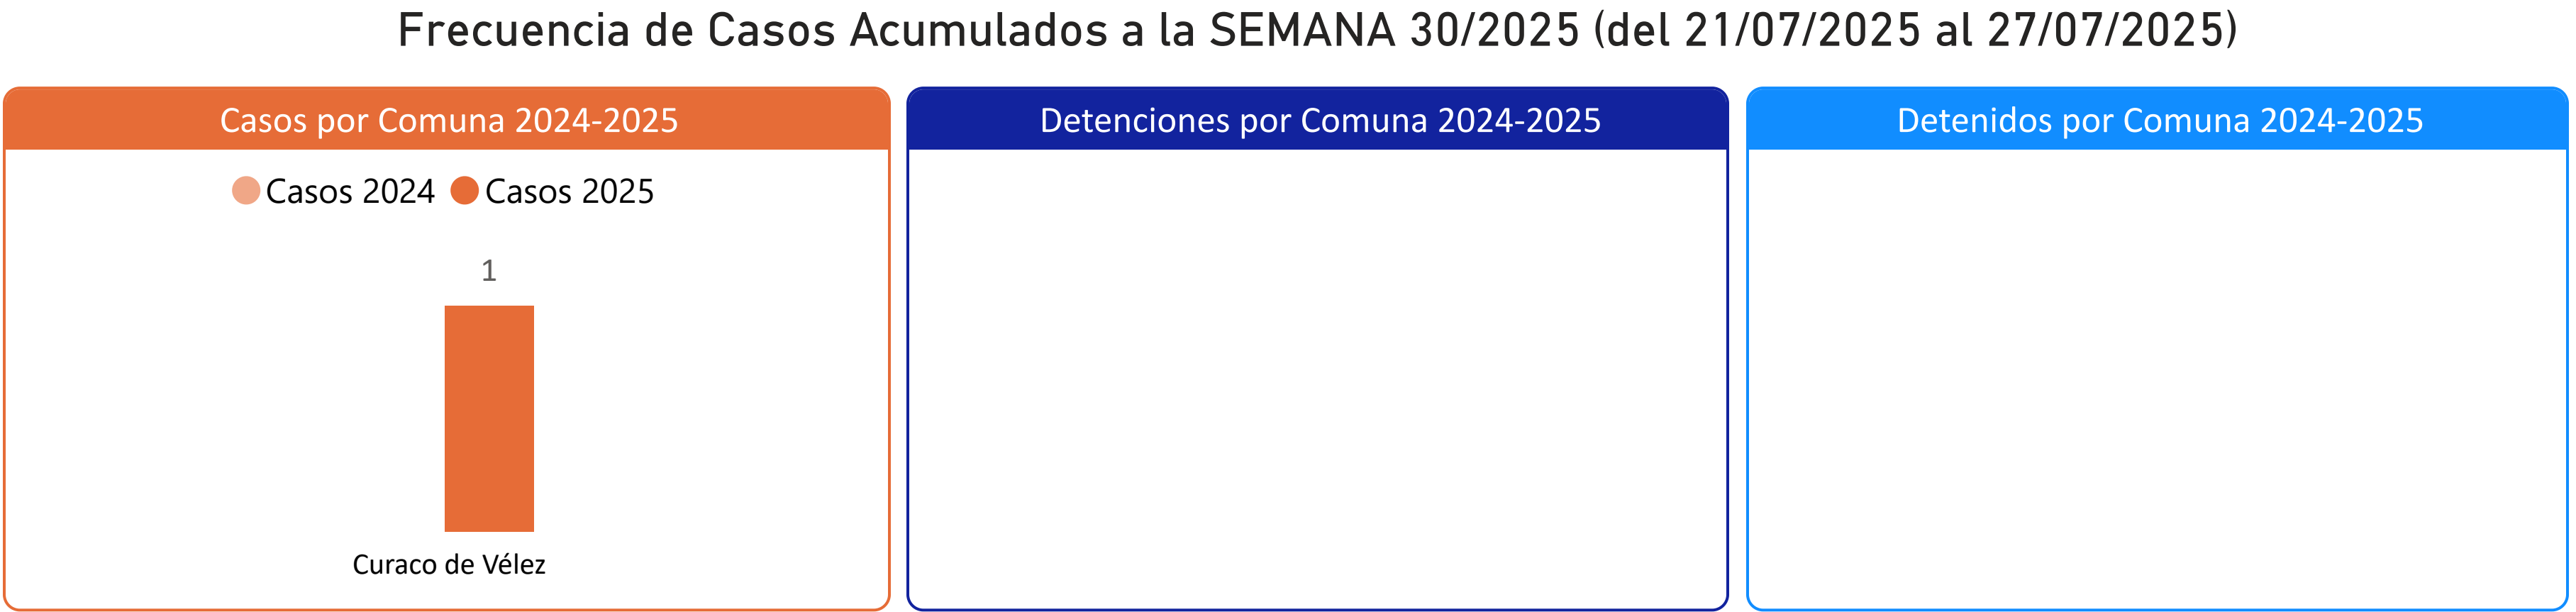 Frecuencia de Casos Acumulados a la SEMANA 30/2025 (del 21/07/2025 al 27/07/2025)
Casos por Comuna 2024-2025
Casos 2024 Casos 2025
1
Curaco de Vélez
Detenciones por Comuna 2024-2025
Detenidos por Comuna 2024-2025